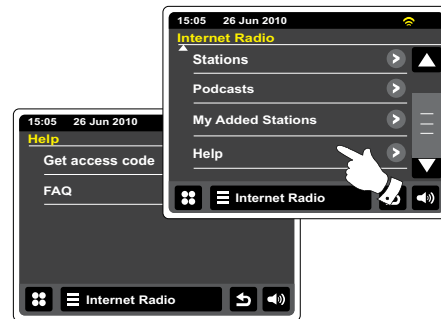 15:05 26 Jun 2010
Internet Radio
Stations
Podcasts
My Added Stations
Help
Internet Radio
15:05 26 Jun 2010
Help
Get access code
FAQ
Internet Radio